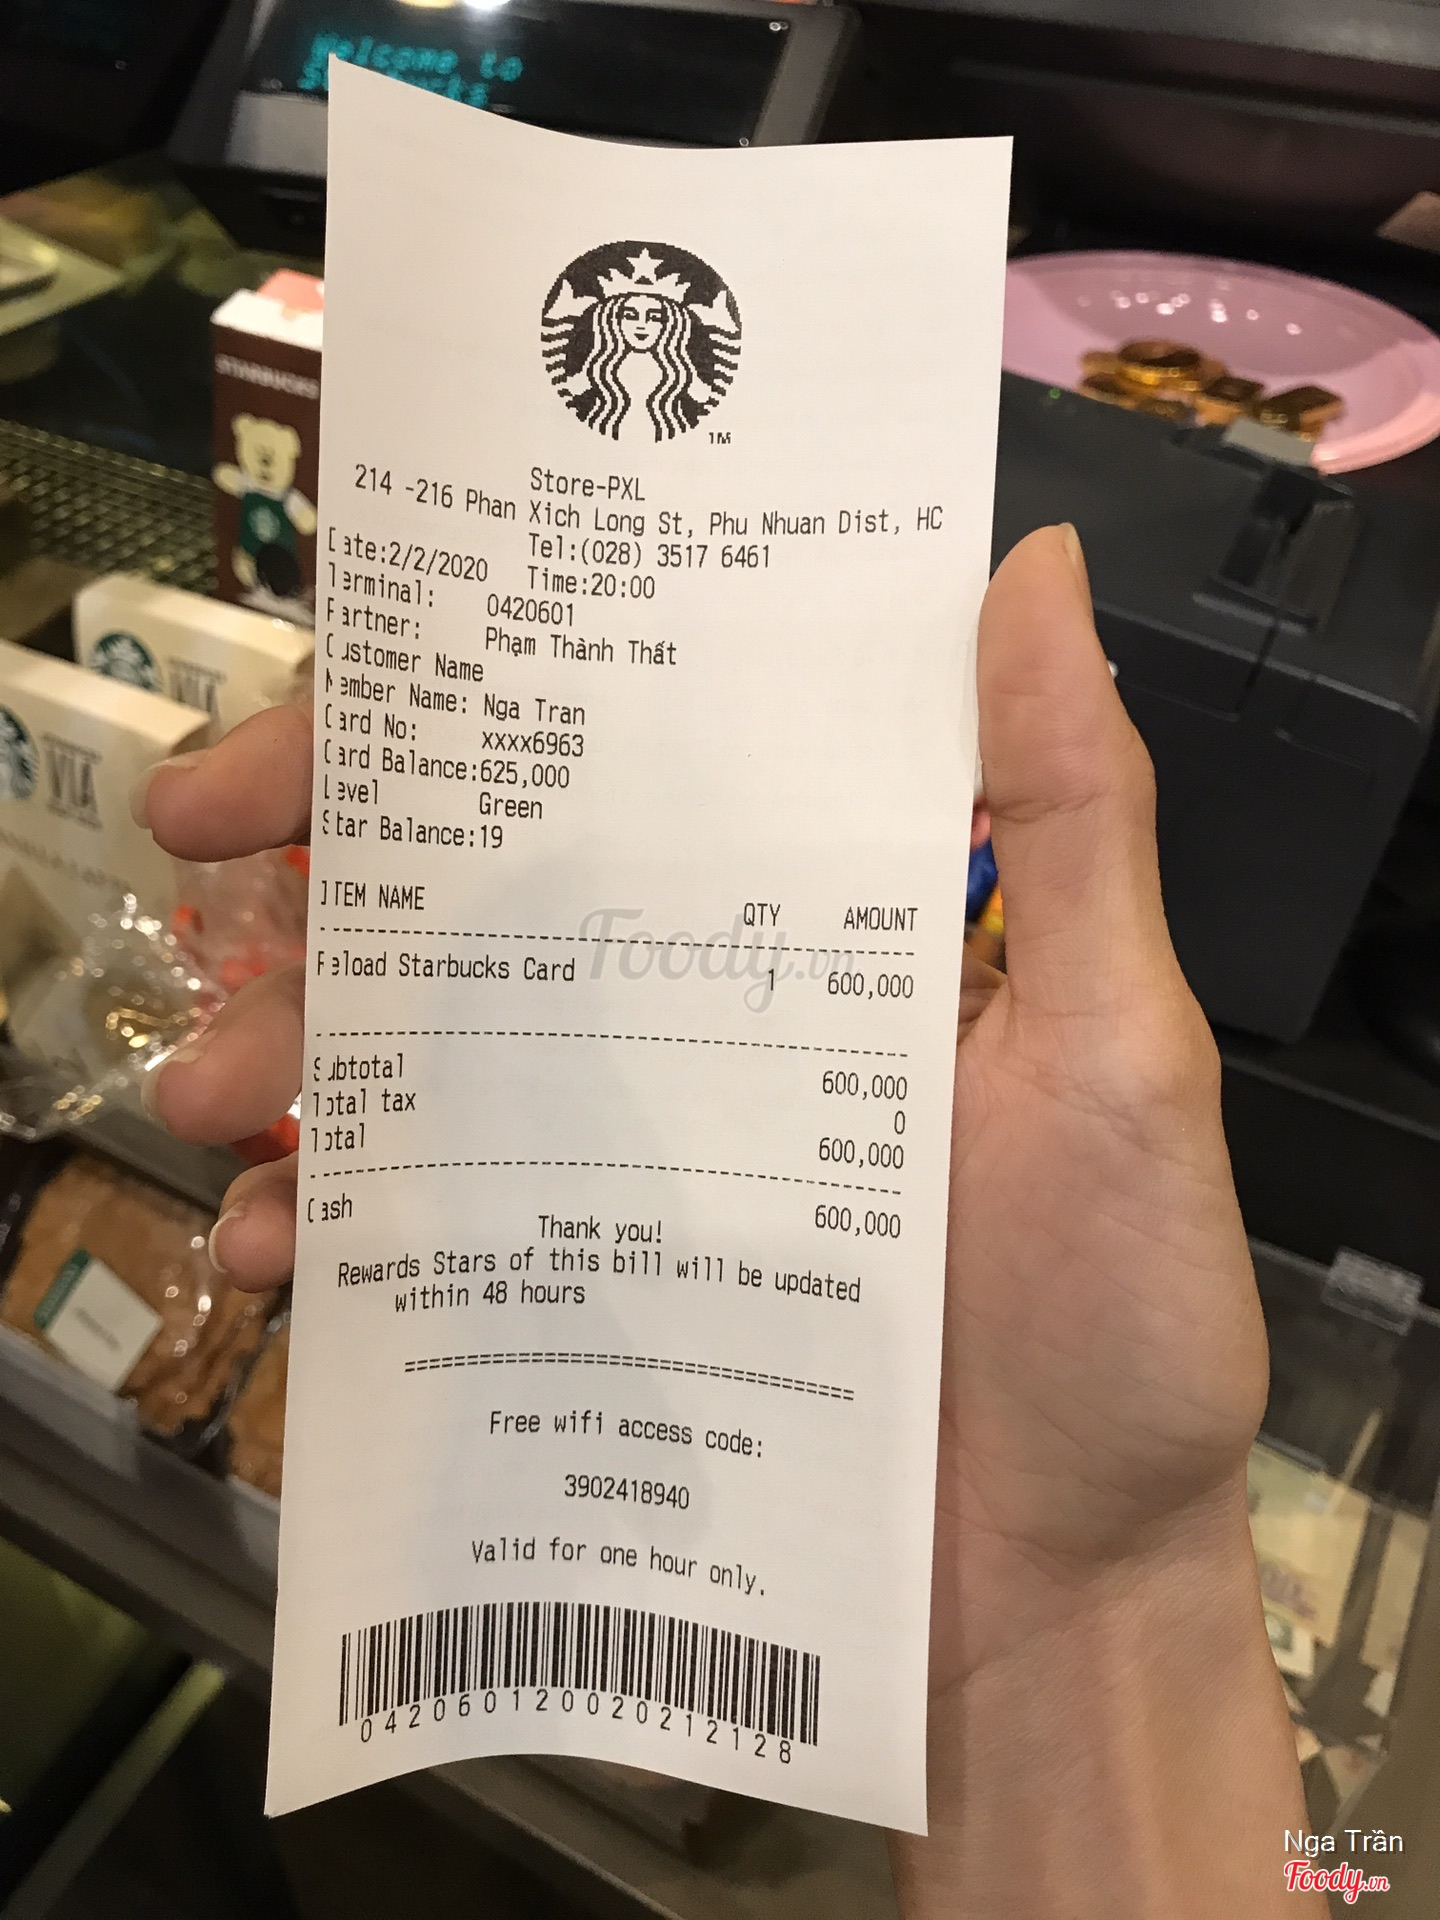 Welcome to
Starbucks
STARBUCKS
VIA
VIA
TM
Store-PXL
214 -216 Phan Xich Long St, Phu Nhuan Dist, HC
Tel:(028) 3517 6461
Date:2/2/2020 Time:20:00
Terminal: 0420601
Partner: Phạm Thành Thất
Customer Name
Member Name: Nga Tran
Card No: xxxx6963
Card Balance:625,000
Level Green
Star Balance:19
ITEM NAME QTY AMOUNT
Reload Starbucks Card 1 600,000
Subtotal 600,000
Total tax 0
Total 600,000
Cash 600,000
Thank you!
Rewards Stars of this bill will be updated
within 48 hours
Free wifi access code:
3902418940
Valid for one hour only.
04206012002021 2128
Foody.vn
Nga Trần
Foody.vn